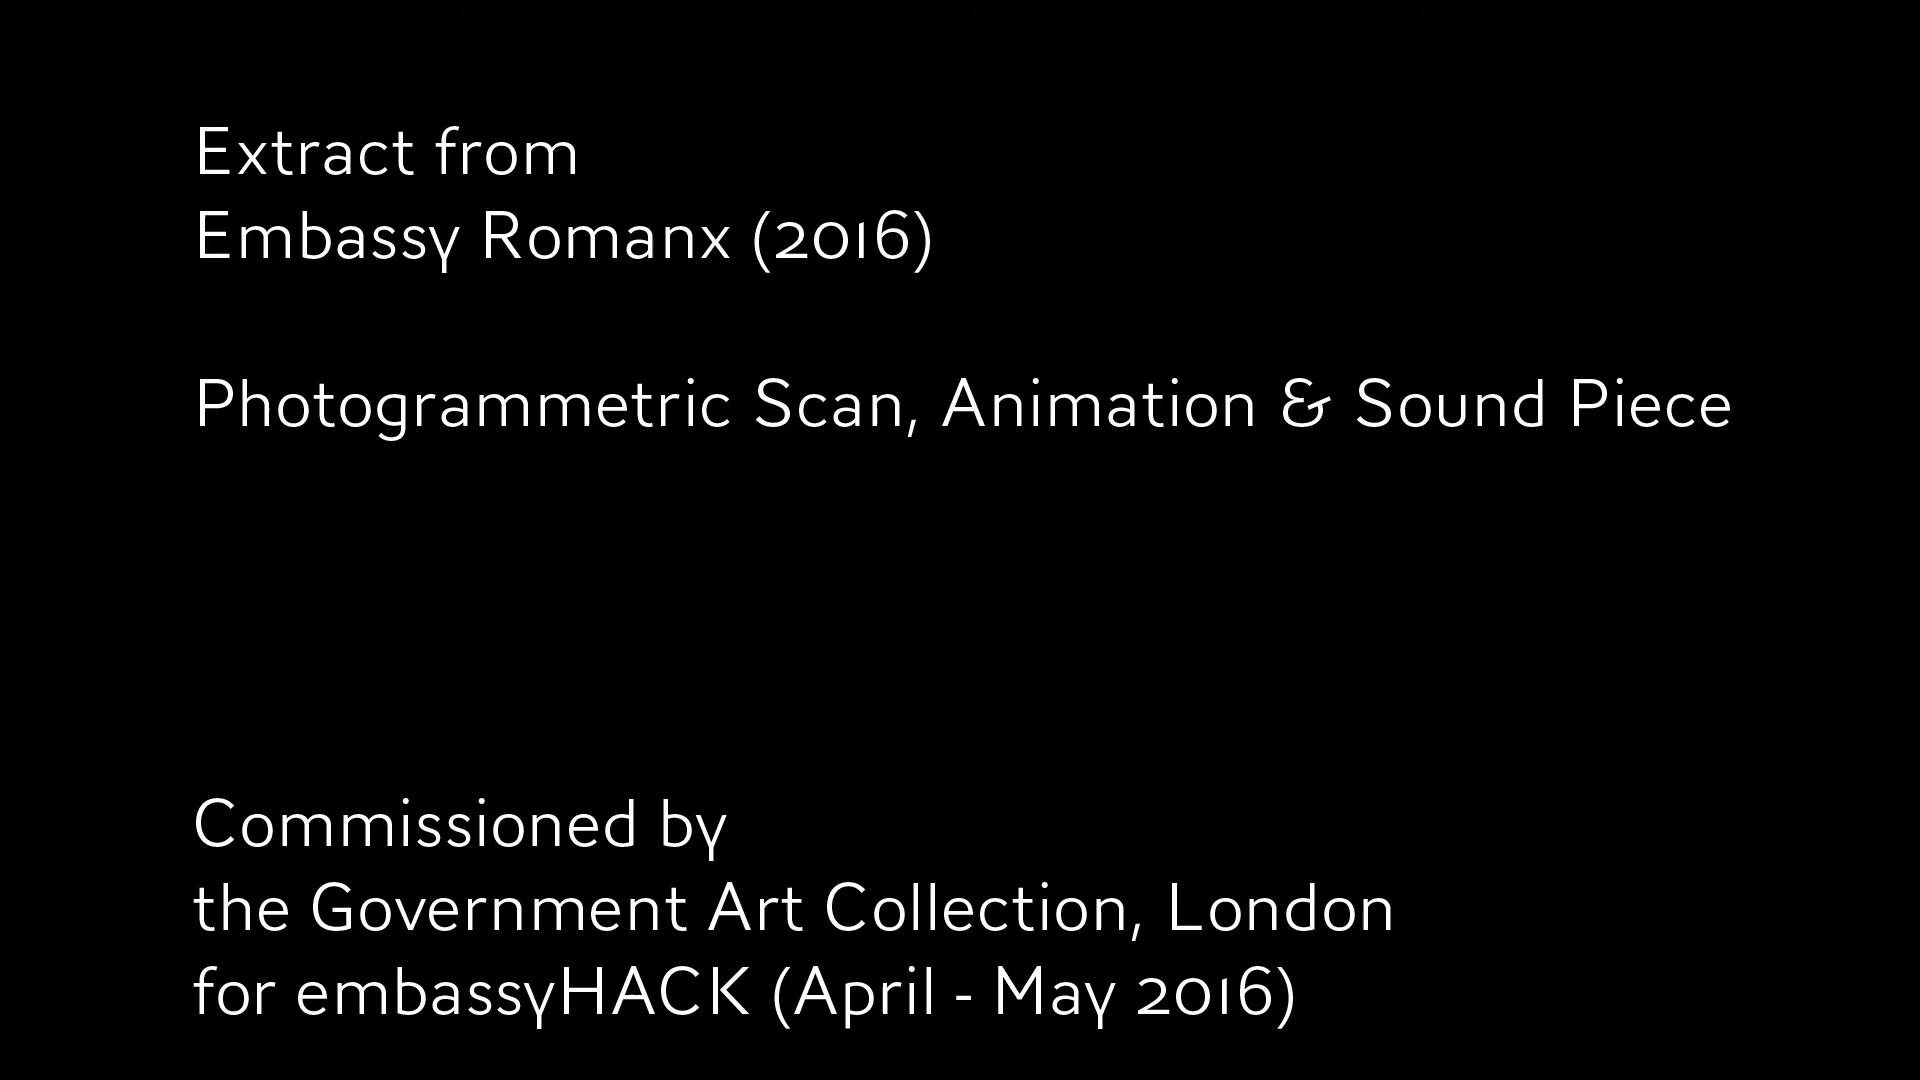 Extract from
Embassy Romanx (2016)
Photogrammetric Scan, Animation & Sound Piece
Commissioned by
the Government Art Collection, London
for embassyHACK (April - May 2016)